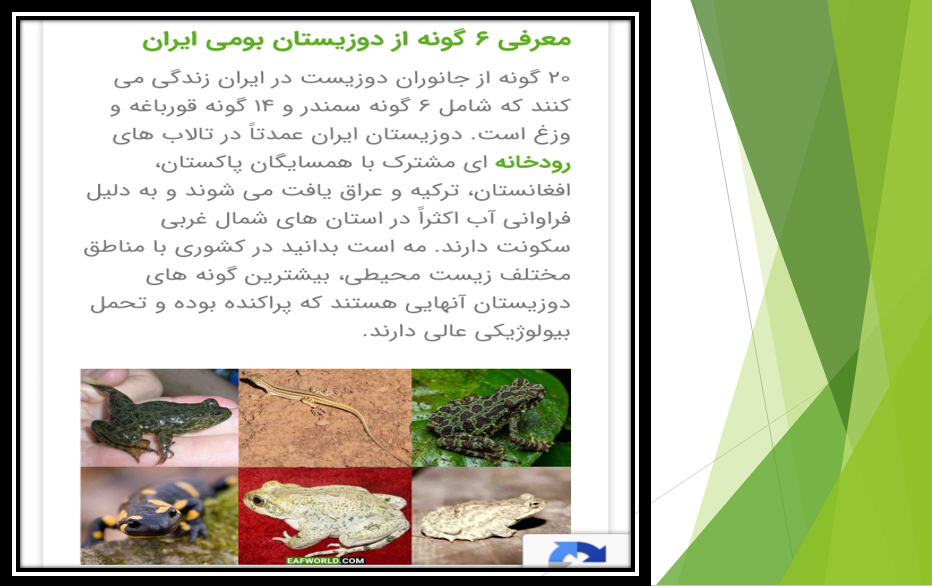 معرفی ۶ گونه از دوزیستان بومی ایران
۲۰ گونه از جانوران دوزیست در ایران زندگی می
کنند که شامل ۶ گونه سمندر و ۱۴ گونه قورباغه و
وزغ است. دوزیستان ایران عمدتاً در تالاب های
رودخانه ای مشترک با همسایگان پاکستان،
افغانستان، ترکیه و عراق یافت می شوند و به دلیل
فراوانی آب اکثراً در استان های شمال غربی
سکونت دارند. مه است بدانید در کشوری با مناطق
مختلف زیست محیطی، بیشترین گونه های
دوزیستان آنهایی هستند که پراکنده بوده و تحمل
بیولوژیکی عالی دارند.
EAFWORLD.COM